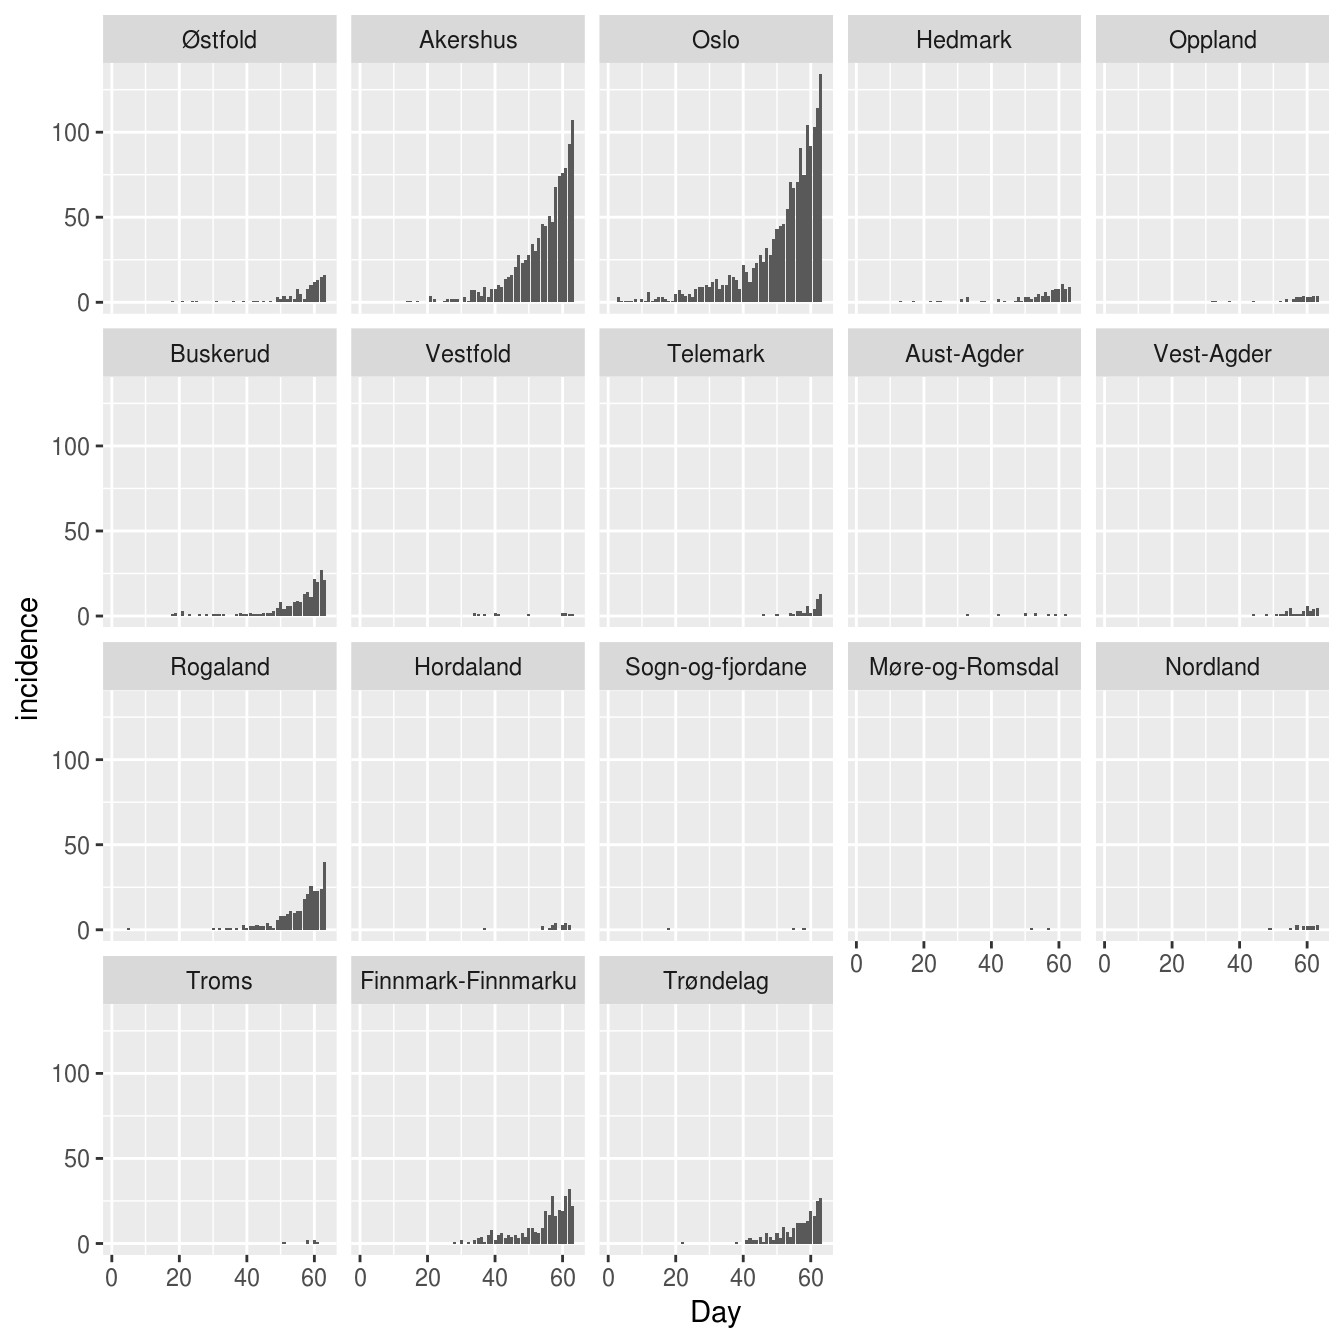 Østfold Akershus Oslo Hedmark Oppland
100
50
0
Buskerud Vestfold Telemark Aust-Agder Vest-Agder
100
50
0
incidence
Rogaland Hordaland Sogn-og-fjordane Møre-og-Romsdal Nordland
100
50
0
0 20 40 60 0 20 40 60
Troms Finnmark-Finnmarku Trøndelag
100
50
0
0 20 40 60 0 20 40 60 0 20 40 60
Day